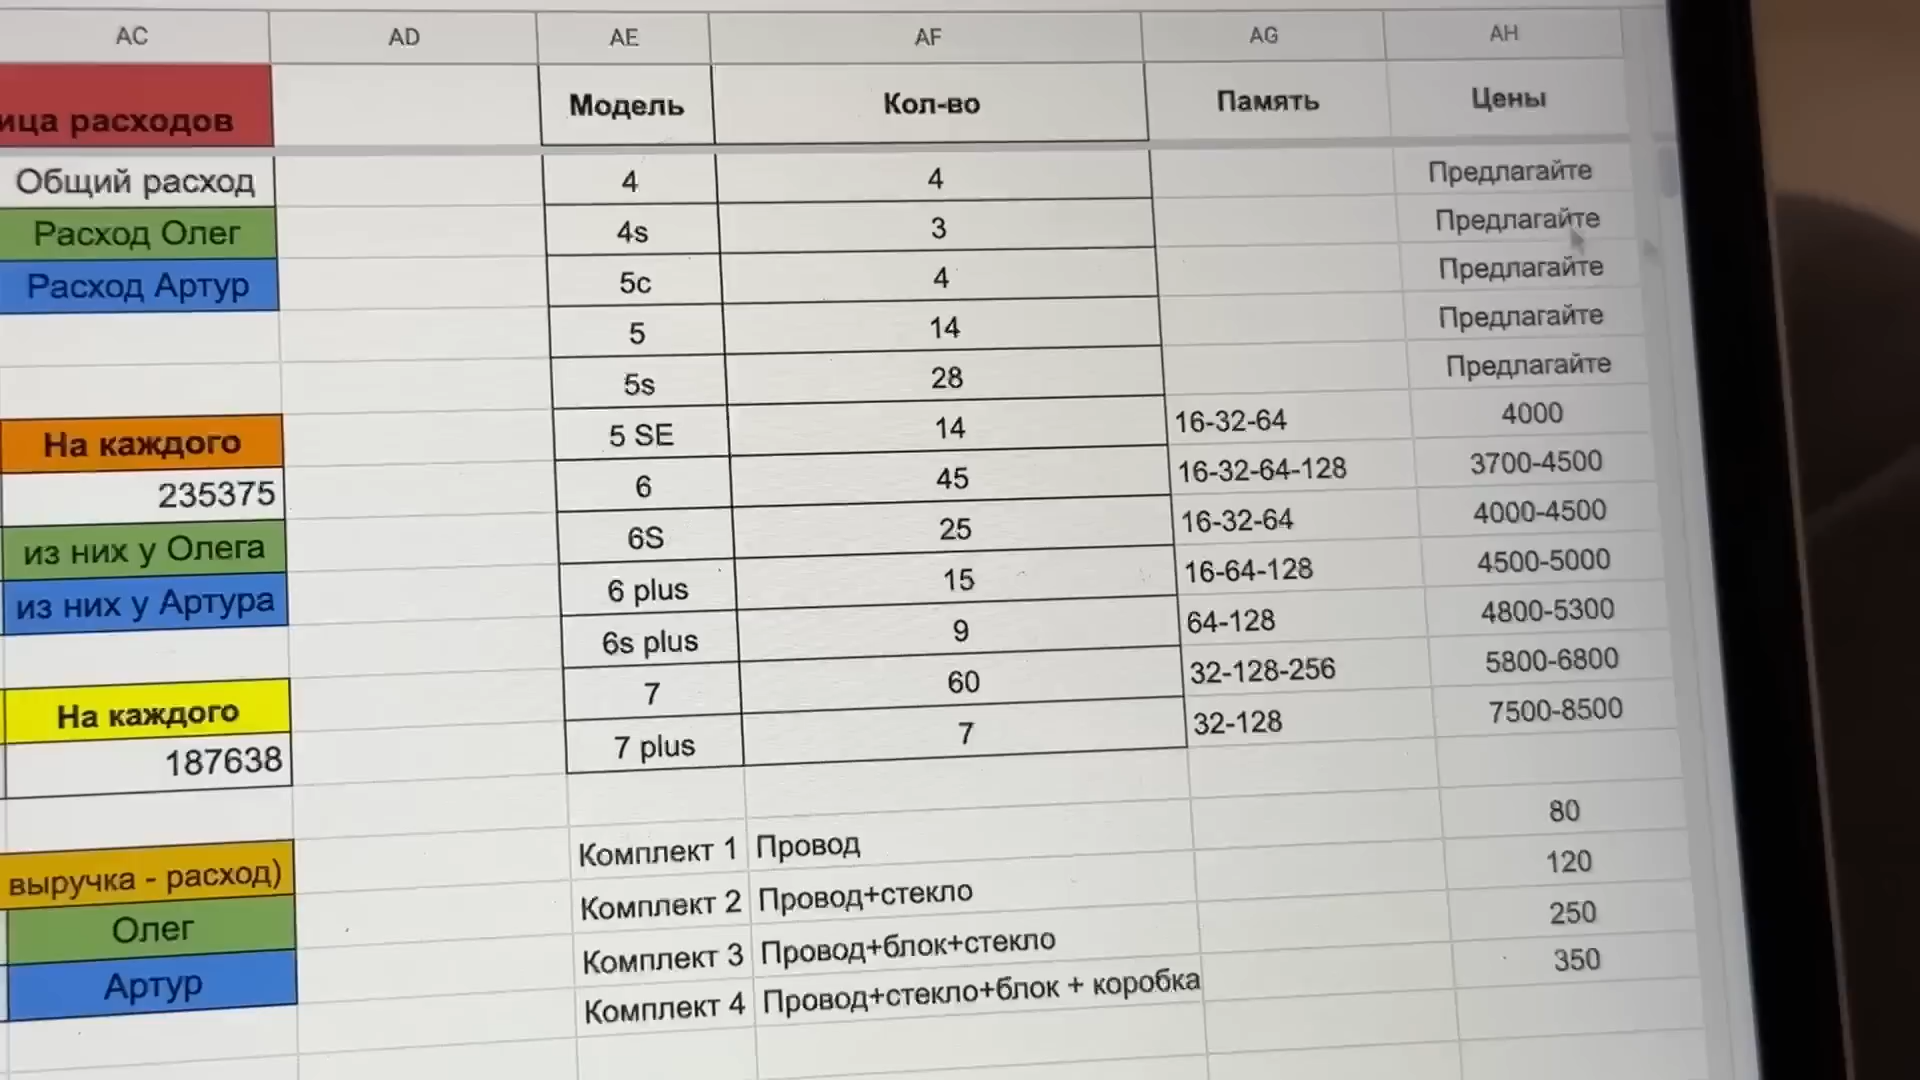 AC AD AE AF AG AH
ица расходов Модель Кол-во Память Цены
Общий расход 4 4 Предлагайте
Расход Олег 4s 3 Предлагайте
Расход Артур 5c 4 Предлагайте
5 14 Предлагайте
5s 28 Предлагайте
На каждого 5 SE 14 16-32-64 4000
235375 6 45 16-32-64-128 3700-4500
из них у Олега 6S 25 16-32-64 4000-4500
из них у Артура 6 plus 15 16-64-128 4500-5000
6s plus 9 64-128 4800-5300
На каждого 7 60 32-128-256 5800-6800
187638 7 plus 7 32-128 7500-8500
выручка - расход) Комплект 1 Провод 80
Олег Комплект 2 Провод+стекло 120
Артур Комплект 3 Провод+блок+стекло 250
Комплект 4 Провод+стекло+блок + коробка 350